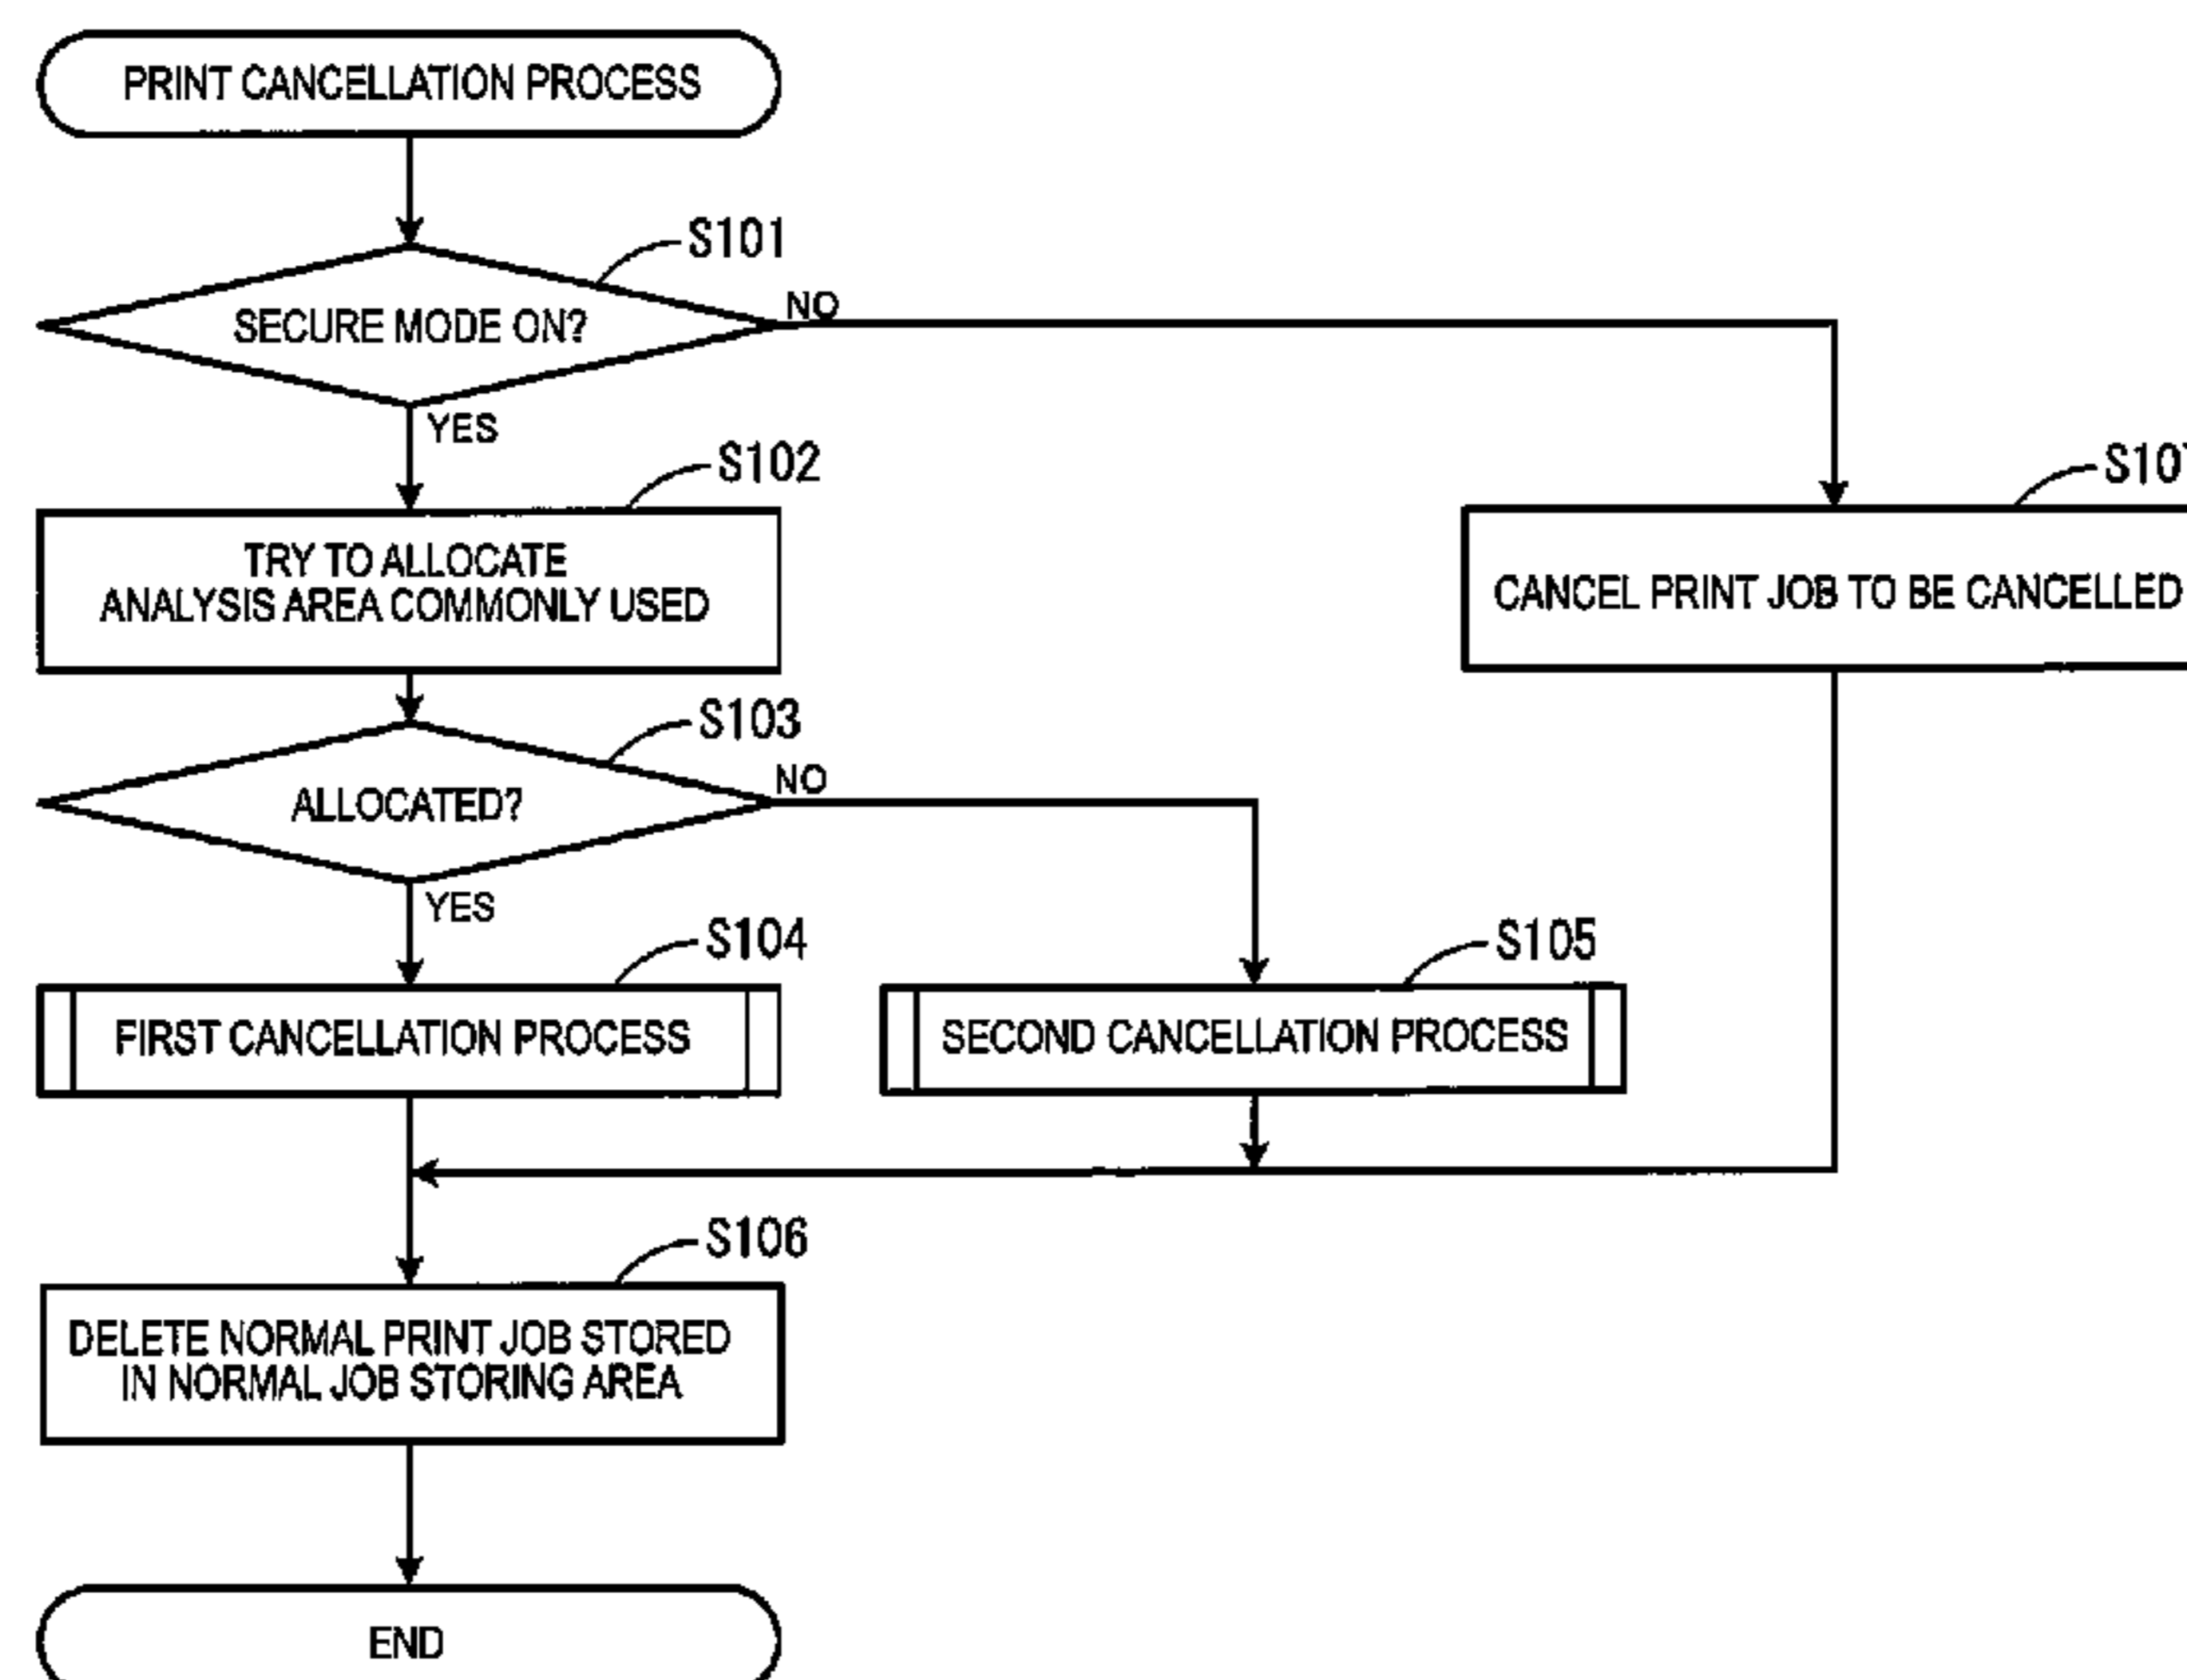 PRINT CANCELLATION PROCESS
S101
SECURE MODE ON?
NO
YES
S102
TRY TO ALLOCATE
ANALYSIS AREA COMMONLY USED
CANCEL PRINT JOB TO BE CANCELLED
S103
ALLOCATED?
NO
YES
S104
FIRST CANCELLATION PROCESS
S105
SECOND CANCELLATION PROCESS
S106
DELETE NORMAL PRINT JOB STORED
IN NORMAL JOB STORING AREA
END